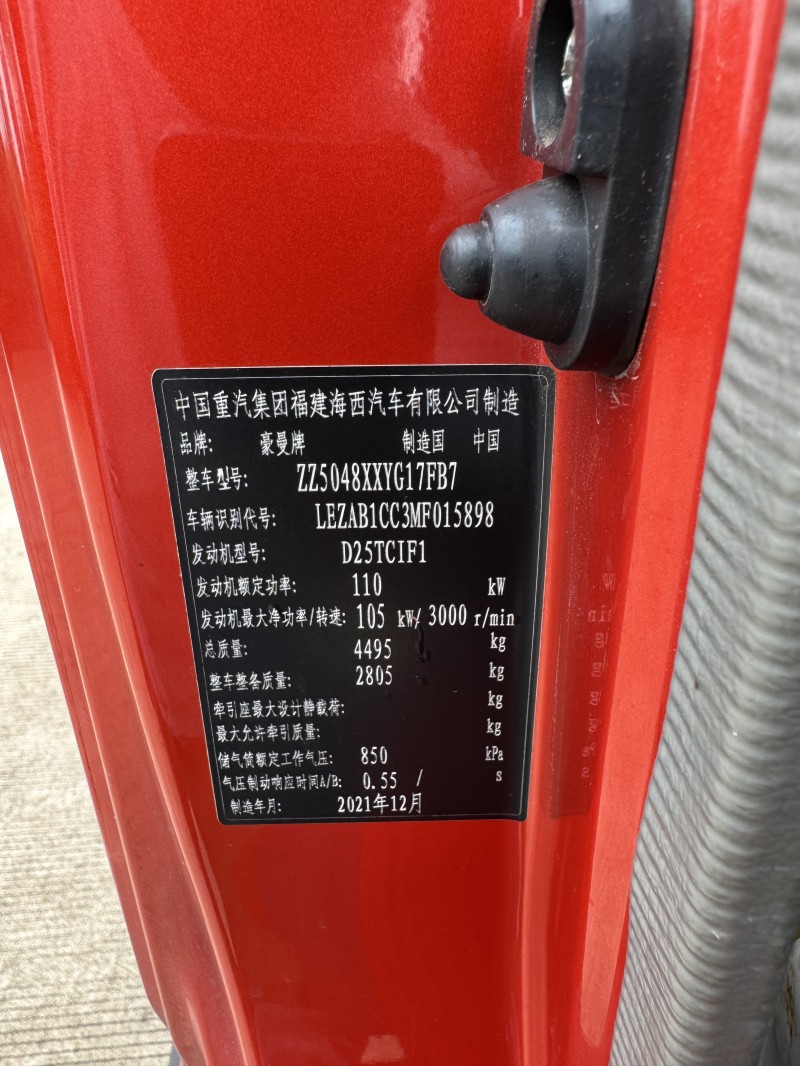 中国重汽集团福建海西汽车有限公司制造
品牌: 豪曼牌 制造国 中国
整车型号: ZZ5048XXYG17FB7
车辆识别代号: LEZAB1CC3MF015898
发动机型号: D25TCIF1
发动机额定功率: 110 kW
发动机最大净功率/转速: 105 kW/ 3000 r/min
总质量: 4495 kg
整车整备质量: 2805 kg
牵引座最大设计静载荷: kg
最大允许牵引质量: kg
储气筒额定工作气压: 850 kPa
气压制动响应时间A/B: 0.55 / s
制造年月: 2021年12月